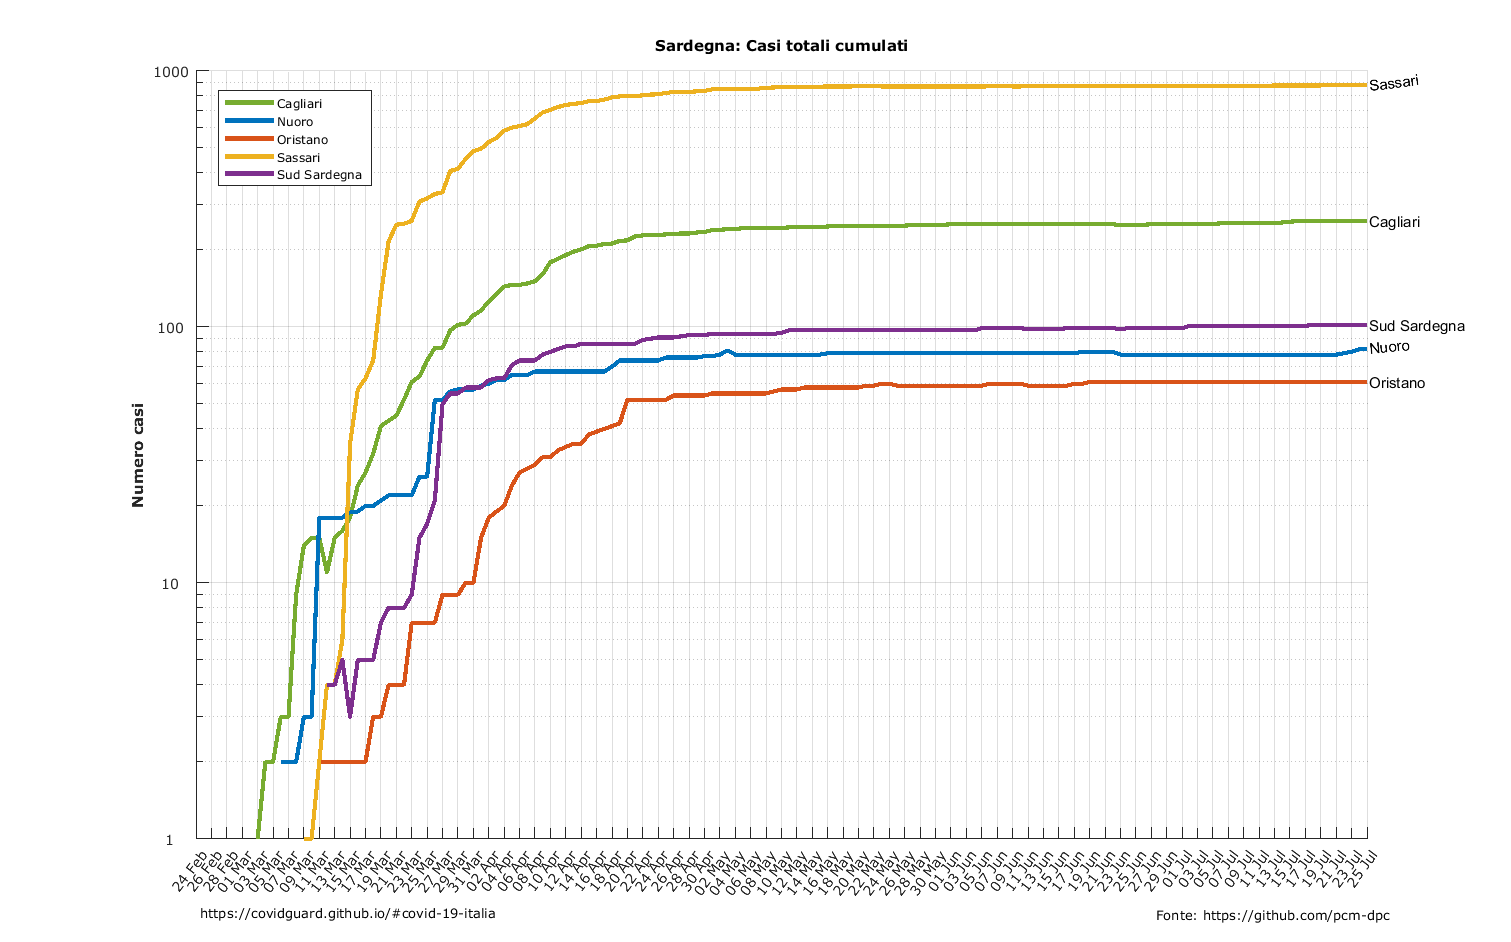 Sardegna: Casi totali cumulati
Numero casi
1000
100
10
1
Cagliari
Nuoro
Oristano
Sassari
Sud Sardegna
Sassari
Cagliari
Sud Sardegna
Nuoro
Oristano
24 Feb
26 Feb
28 Feb
01 Mar
03 Mar
05 Mar
07 Mar
09 Mar
11 Mar
13 Mar
15 Mar
17 Mar
19 Mar
21 Mar
23 Mar
25 Mar
27 Mar
29 Mar
31 Mar
02 Apr
04 Apr
06 Apr
08 Apr
10 Apr
12 Apr
14 Apr
16 Apr
18 Apr
20 Apr
22 Apr
24 Apr
26 Apr
28 Apr
30 Apr
02 May
04 May
06 May
08 May
10 May
12 May
14 May
16 May
18 May
20 May
22 May
24 May
26 May
28 May
30 May
01 Jun
03 Jun
05 Jun
07 Jun
09 Jun
11 Jun
13 Jun
15 Jun
17 Jun
19 Jun
21 Jun
23 Jun
25 Jun
27 Jun
29 Jun
01 Jul
03 Jul
05 Jul
07 Jul
09 Jul
11 Jul
13 Jul
15 Jul
17 Jul
19 Jul
21 Jul
23 Jul
25 Jul
https://covidguard.github.io/#covid-19-italia
Fonte: https://github.com/pcm-dpc